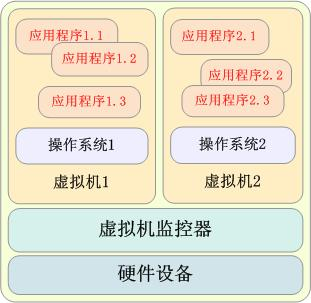 应用程序1.1
应用程序1.2
应用程序1.3
操作系统1
虚拟机1
应用程序2.1
应用程序2.2
应用程序2.3
操作系统2
虚拟机2
虚拟机监控器
硬件设备